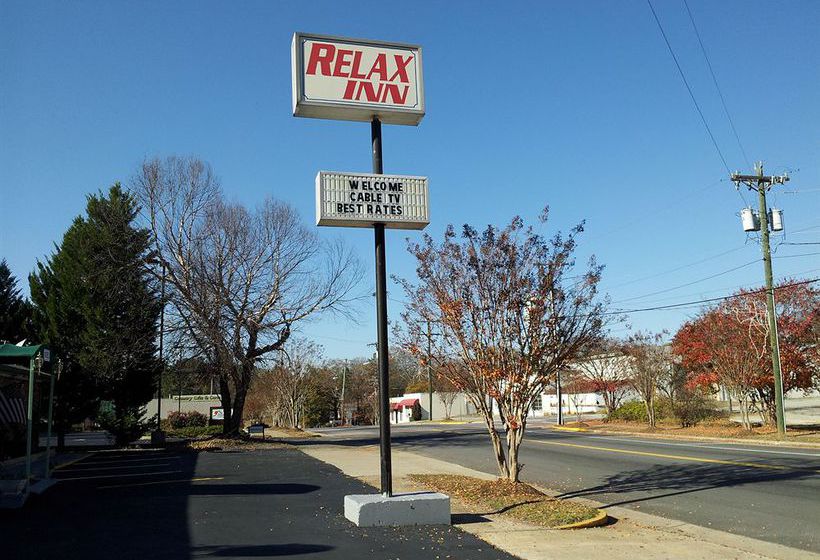 RELAX
INN
WELCOME
CABLE TV
BEST RATES